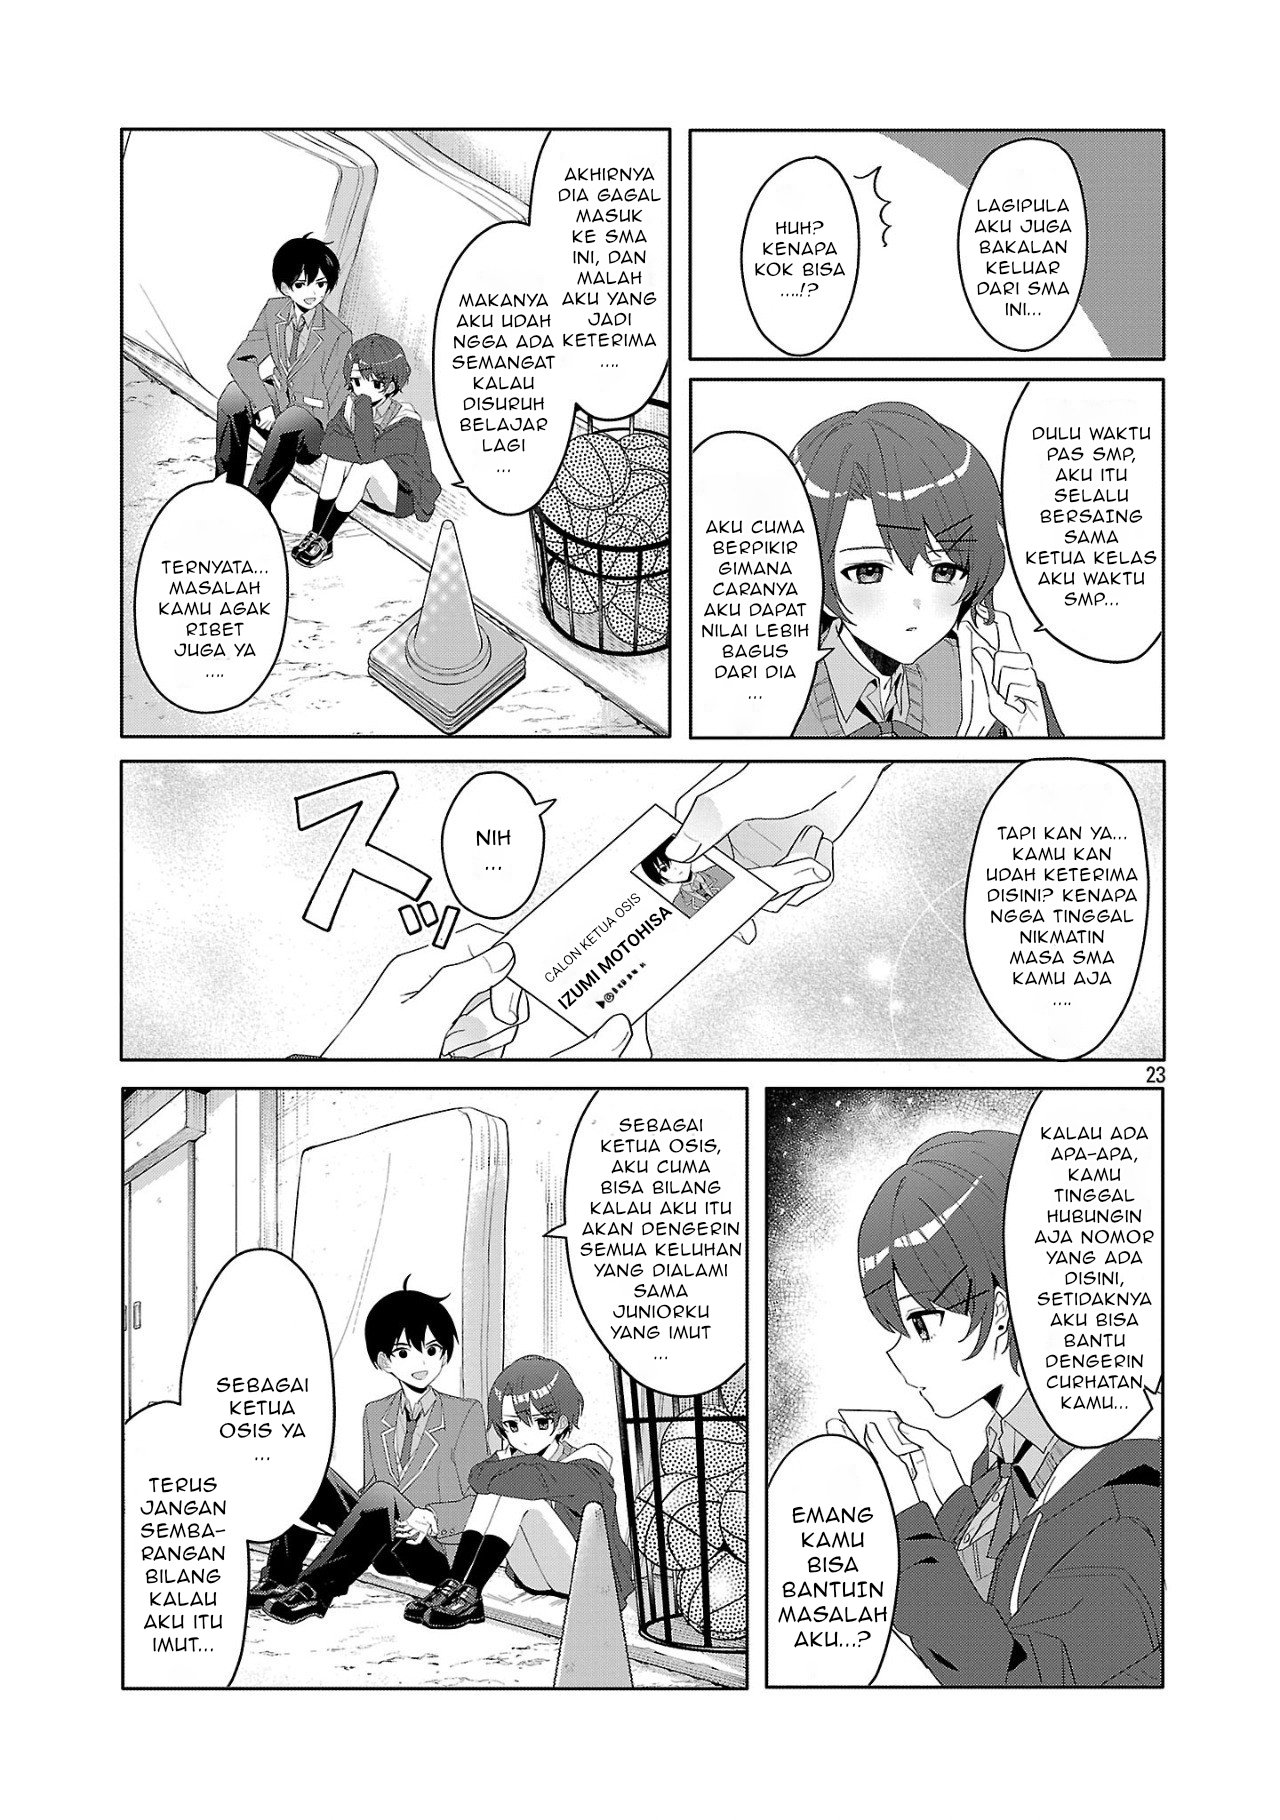 LAGIPULA
AKU JUGA
BAKALAN
KELUAR
DARI SMA
INI...
HUH?
KENAPA
KOK BISA
....!?
DULU WAKTU
PAS SMP,
AKU ITU
SELALU
BERSAING
SAMA
KETUA KELAS
AKU WAKTU
SMP...
AKU CUMA
BERPIKIR
GIMANA
CARANYA
AKU DAPAT
NILAI LEBIH
BAGUS
DARI DIA
...
AKHIRNYA
DIA GAGAL
MASUK
KE SMA
INI, DAN
MALAH
AKU YANG
JADI
KETERIMA
....
MAKANYA
AKU UDAH
NGGA ADA
SEMANGAT
KALAU
DISURUH
BELAJAR
LAGI
...
TERNYATA...
MASALAH
KAMU AGAK
RIBET
JUGA YA
....
TAPI KAN YA...
KAMU KAN
UDAH KETERIMA
DISINI? KENAPA
NGGA TINGGAL
NIKMATIN
MASA SMA
KAMU AJA
....
NIH
...
CALON KETUA OSIS
IZUMI MOTOHISA
スッ
23
KALAU ADA
APA-APA,
KAMU
TINGGAL
HUBUNGIN
AJA NOMOR
YANG ADA
DISINI,
SETIDAKNYA
AKU BISA
BANTU
DENGERIN
CURHATAN
KAMU...
EMANG
KAMU
BISA
BANTUIN
MASALAH
AKU...?
SEBAGAI
KETUA OSIS,
AKU CUMA
BISA BILANG
KALAU AKU ITU
AKAN DENGERIN
SEMUA KELUHAN
YANG DIALAMI
SAMA
JUNIORKU
YANG IMUT
...
SEBAGAI
KETUA
OSIS YA
...
TERUS
JANGAN
SEMBA-
RANGAN
BILANG
KALAU
AKU ITU
IMUT...